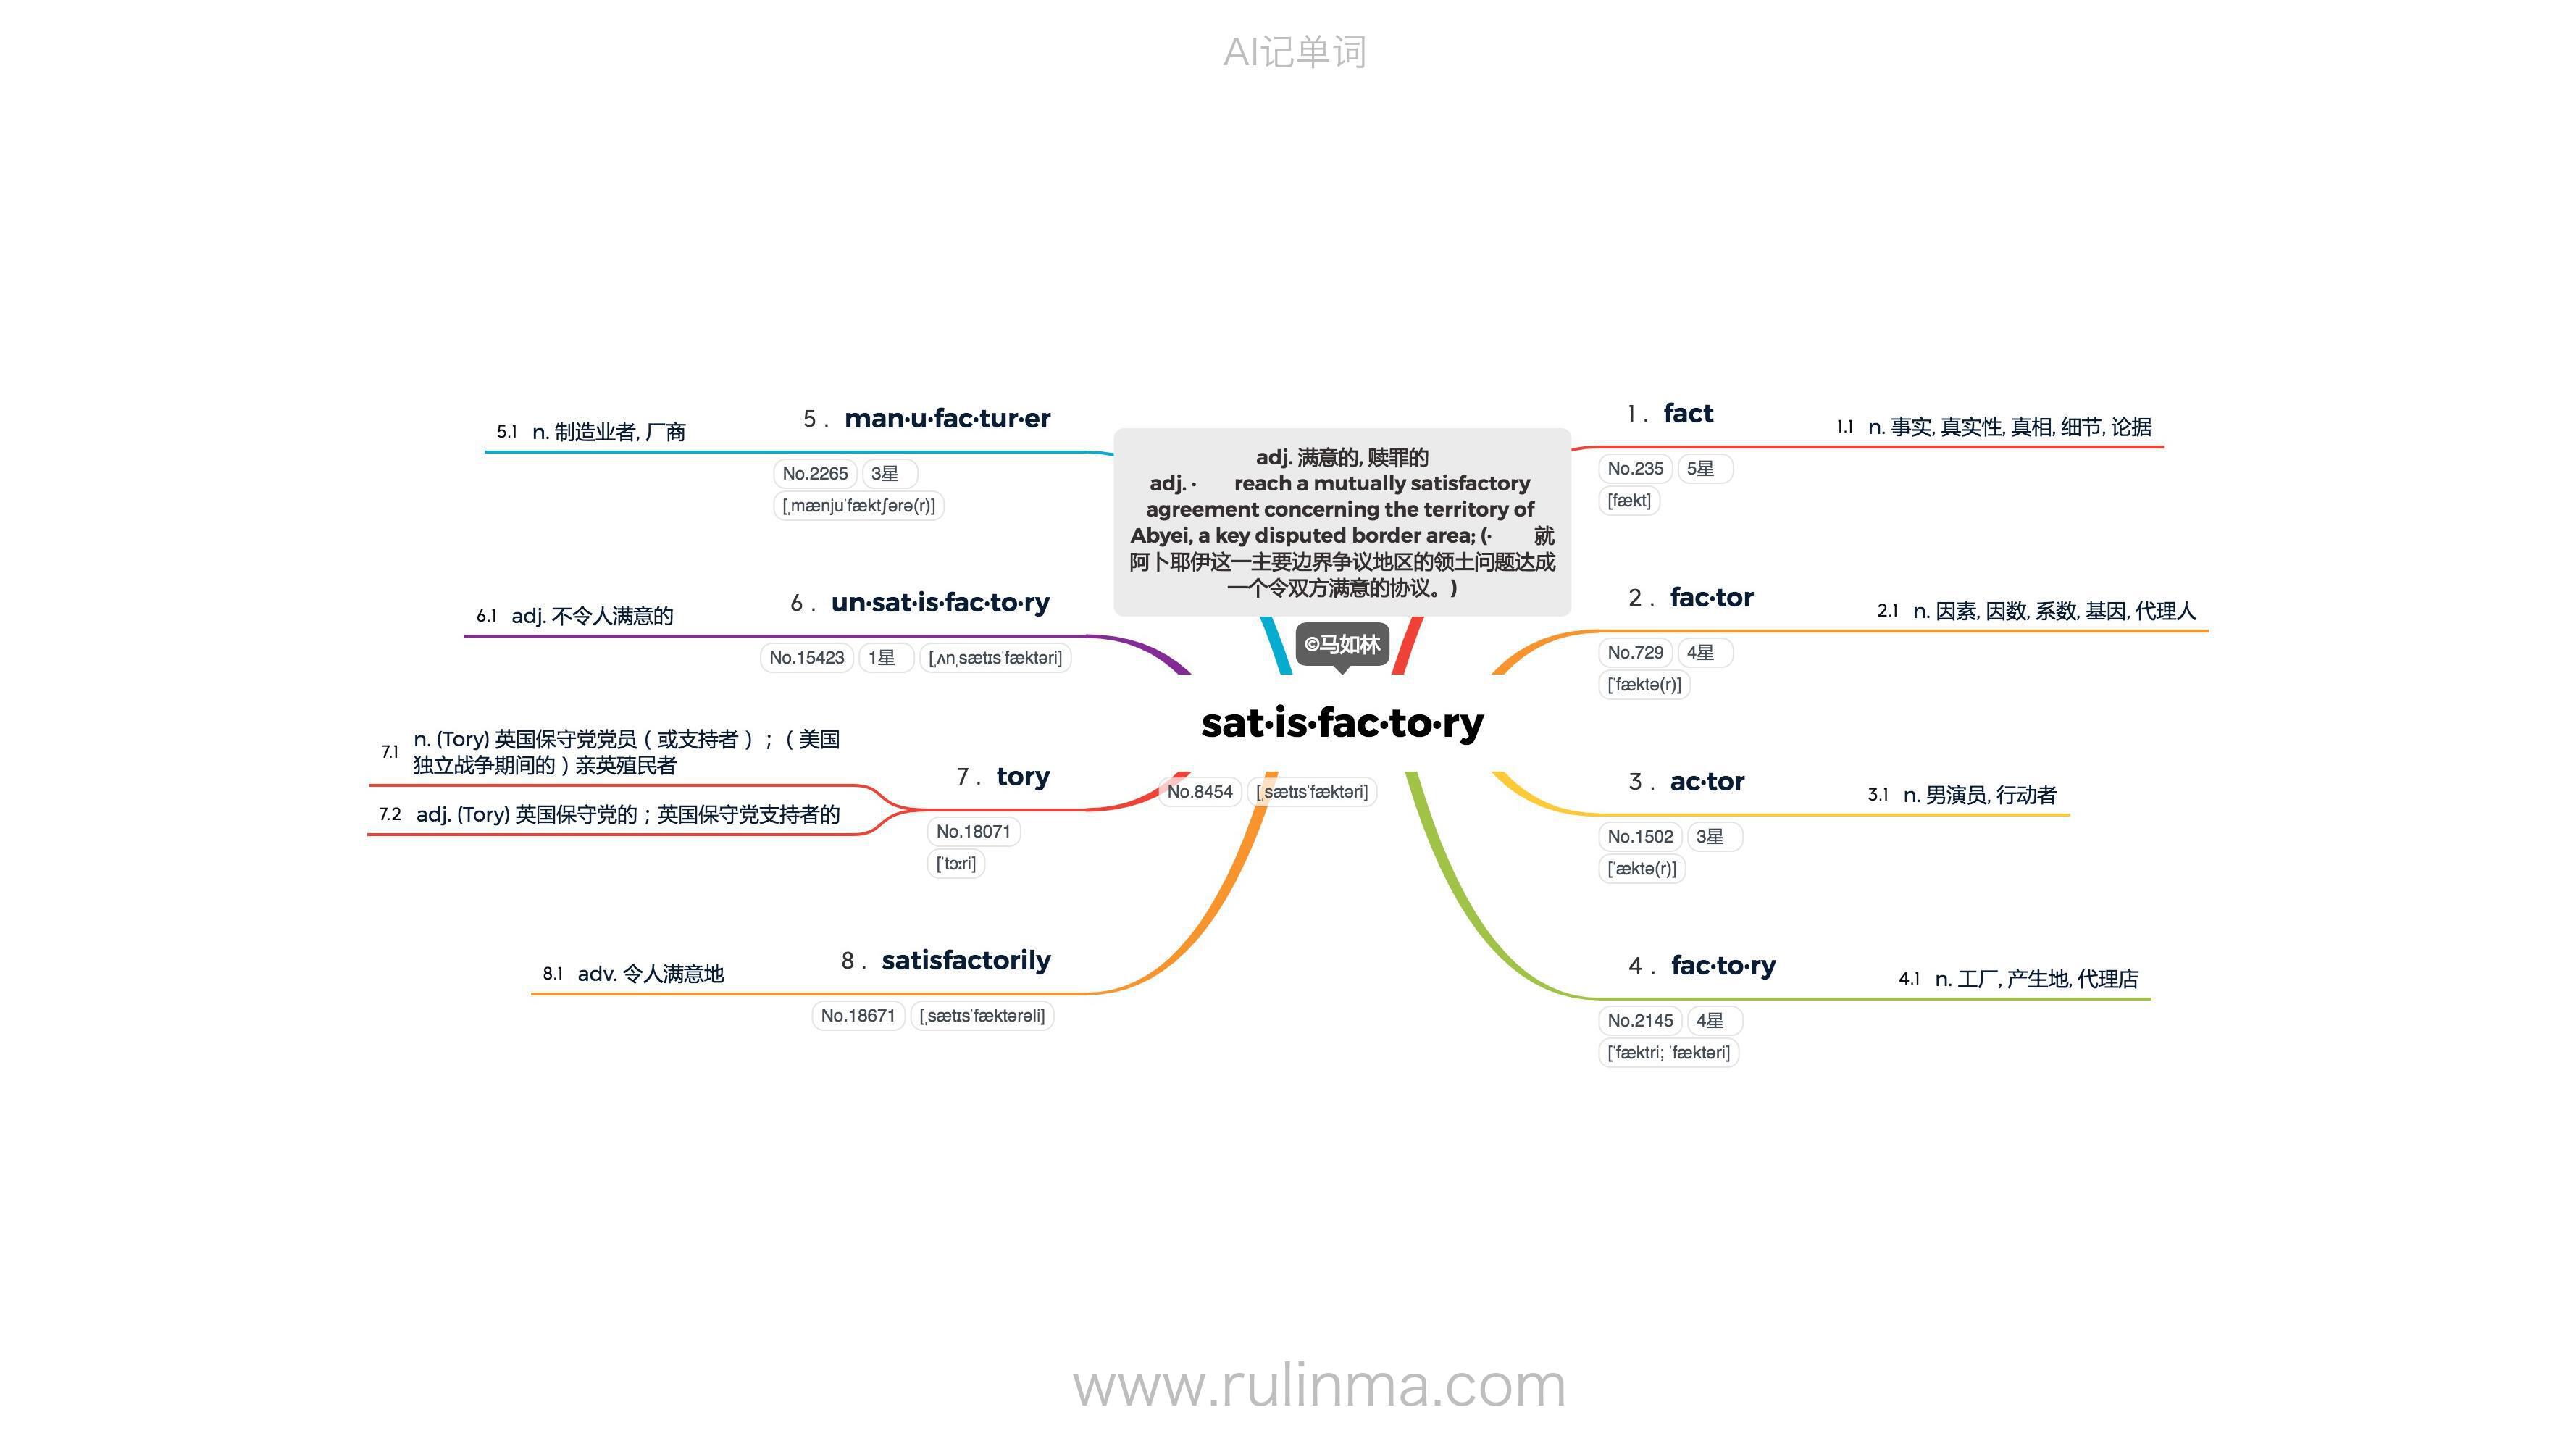 AI记单词
adj. 满意的, 赎罪的
adj. · reach a mutually satisfactory
agreement concerning the territory of
Abyei, a key disputed border area; (· 就
阿卜耶伊这一主要边界争议地区的领土问题达成
一个令双方满意的协议。)
©马如林
sat·is·fac·to·ry
No.8454 [ˌsætɪsˈfæktəri]
1 . fact
1.1 n. 事实, 真实性, 真相, 细节, 论据
No.235 5星
[fækt]
2 . fac·tor
2.1 n. 因素, 因数, 系数, 基因, 代理人
No.729 4星
[ˈfæktə(r)]
3 . ac·tor
3.1 n. 男演员, 行动者
No.1502 3星
[ˈæktə(r)]
4 . fac·to·ry
4.1 n. 工厂, 产生地, 代理店
No.2145 4星
[ˈfæktri; ˈfæktəri]
5 . man·u·fac·tur·er
5.1 n. 制造业者, 厂商
No.2265 3星
[ˌmænjuˈfæktʃərə(r)]
6 . un·sat·is·fac·to·ry
6.1 adj. 不令人满意的
No.15423 1星 [ˌʌnˌsætɪsˈfæktəri]
7 . tory
7.1 n. (Tory) 英国保守党党员（或支持者）；（美国
独立战争期间的）亲英殖民者
7.2 adj. (Tory) 英国保守党的；英国保守党支持者的
No.18071
[ˈtɔːri]
8 . satisfactorily
8.1 adv. 令人满意地
No.18671 [ˌsætɪsˈfæktərəli]
www.rulinma.com